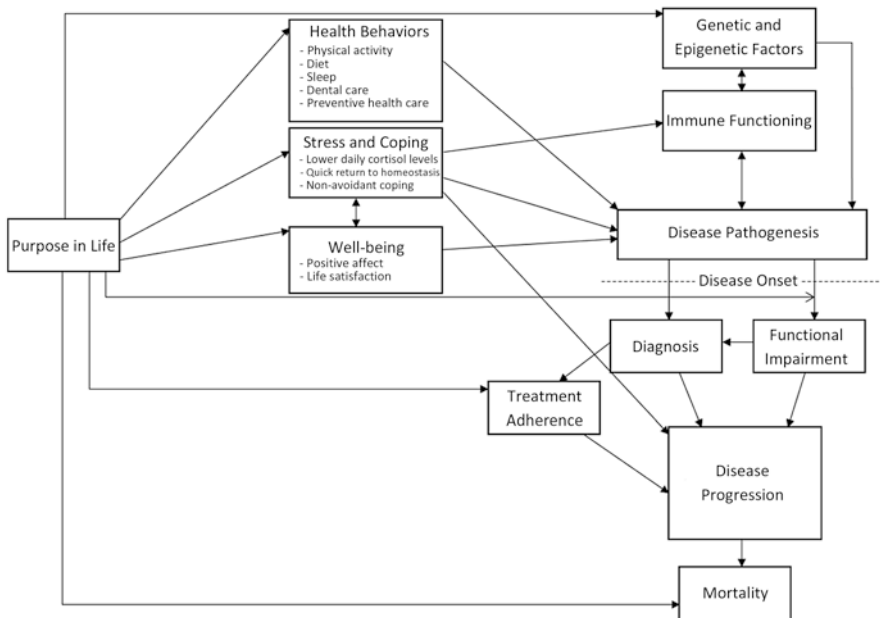 Health Behaviors
- Physical activity
- Diet
- Sleep
- Dental care
- Preventive health care
Genetic and
Epigenetic Factors
Immune Functioning
Stress and Coping
- Lower daily cortisol levels
- Quick return to homeostasis
- Non-avoidant coping
Purpose in Life
Well-being
- Positive affect
- Life satisfaction
Disease Pathogenesis
Disease Onset
Diagnosis
Functional
Impairment
Treatment
Adherence
Disease
Progression
Mortality